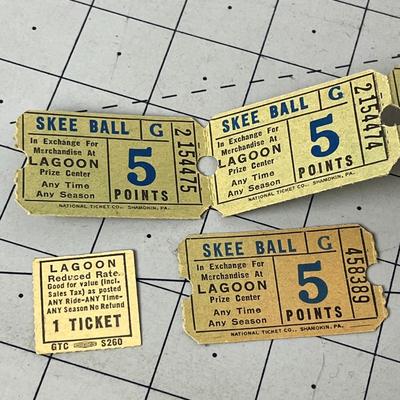 SKEE BALL G
In Exchange For
Merchandise At
LAGOON
Prize Center
Any Time
Any Season
5
POINTS
2154475
NATIONAL TICKET CO., SHAMOKIN, PA.
SKEE BALL G
In Exchange For
Merchandise At
LAGOON
Prize Center
Any Time
Any Season
5
POINTS
2154474
NATIONAL TICKET CO., SHAMOKIN, PA.
LAGOON
Reduced Rate.
Good for value (Incl.
Sales Tax) as posted
ANY Ride-ANY Time-
ANY Season No Refund
1 TICKET
GTC S260
SKEE BALL G
In Exchange For
Merchandise At
LAGOON
Prize Center
Any Time
Any Season
5
POINTS
458389
NATIONAL TICKET CO., SHAMOKIN, PA.